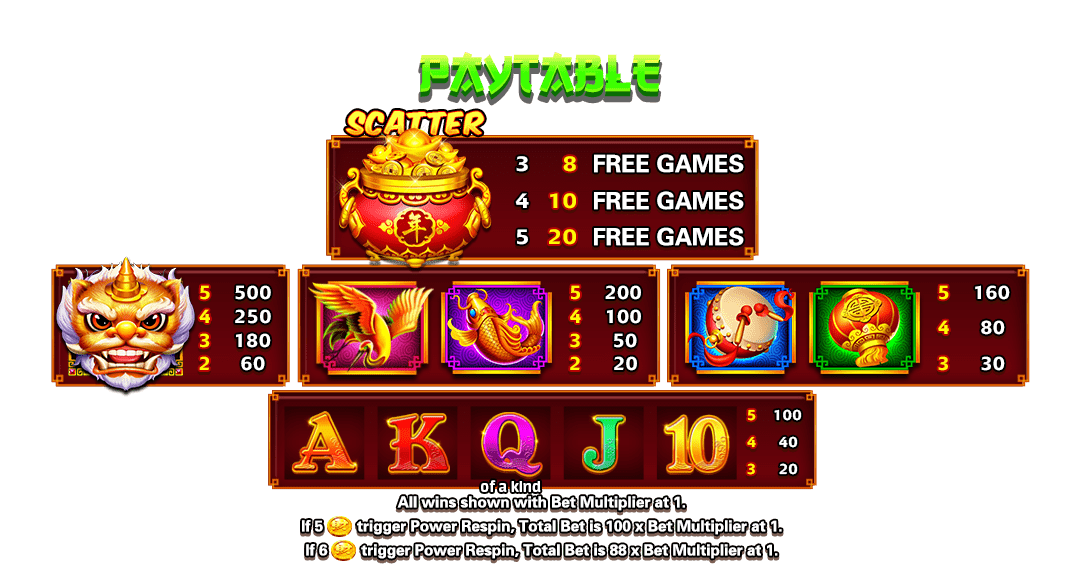 PAYTABLE
SCATTER
年
3 8 FREE GAMES
4 10 FREE GAMES
5 20 FREE GAMES
5 500
4 250
3 180
2 60
5 200
4 100
3 50
2 20
5 160
4 80
3 30
A K Q J 10
5 100
4 40
3 20
of a kind
All wins shown with Bet Multiplier at 1.
If 5 trigger Power Respin, Total Bet is 100 x Bet Multiplier at 1.
If 6 trigger Power Respin, Total Bet is 88 x Bet Multiplier at 1.